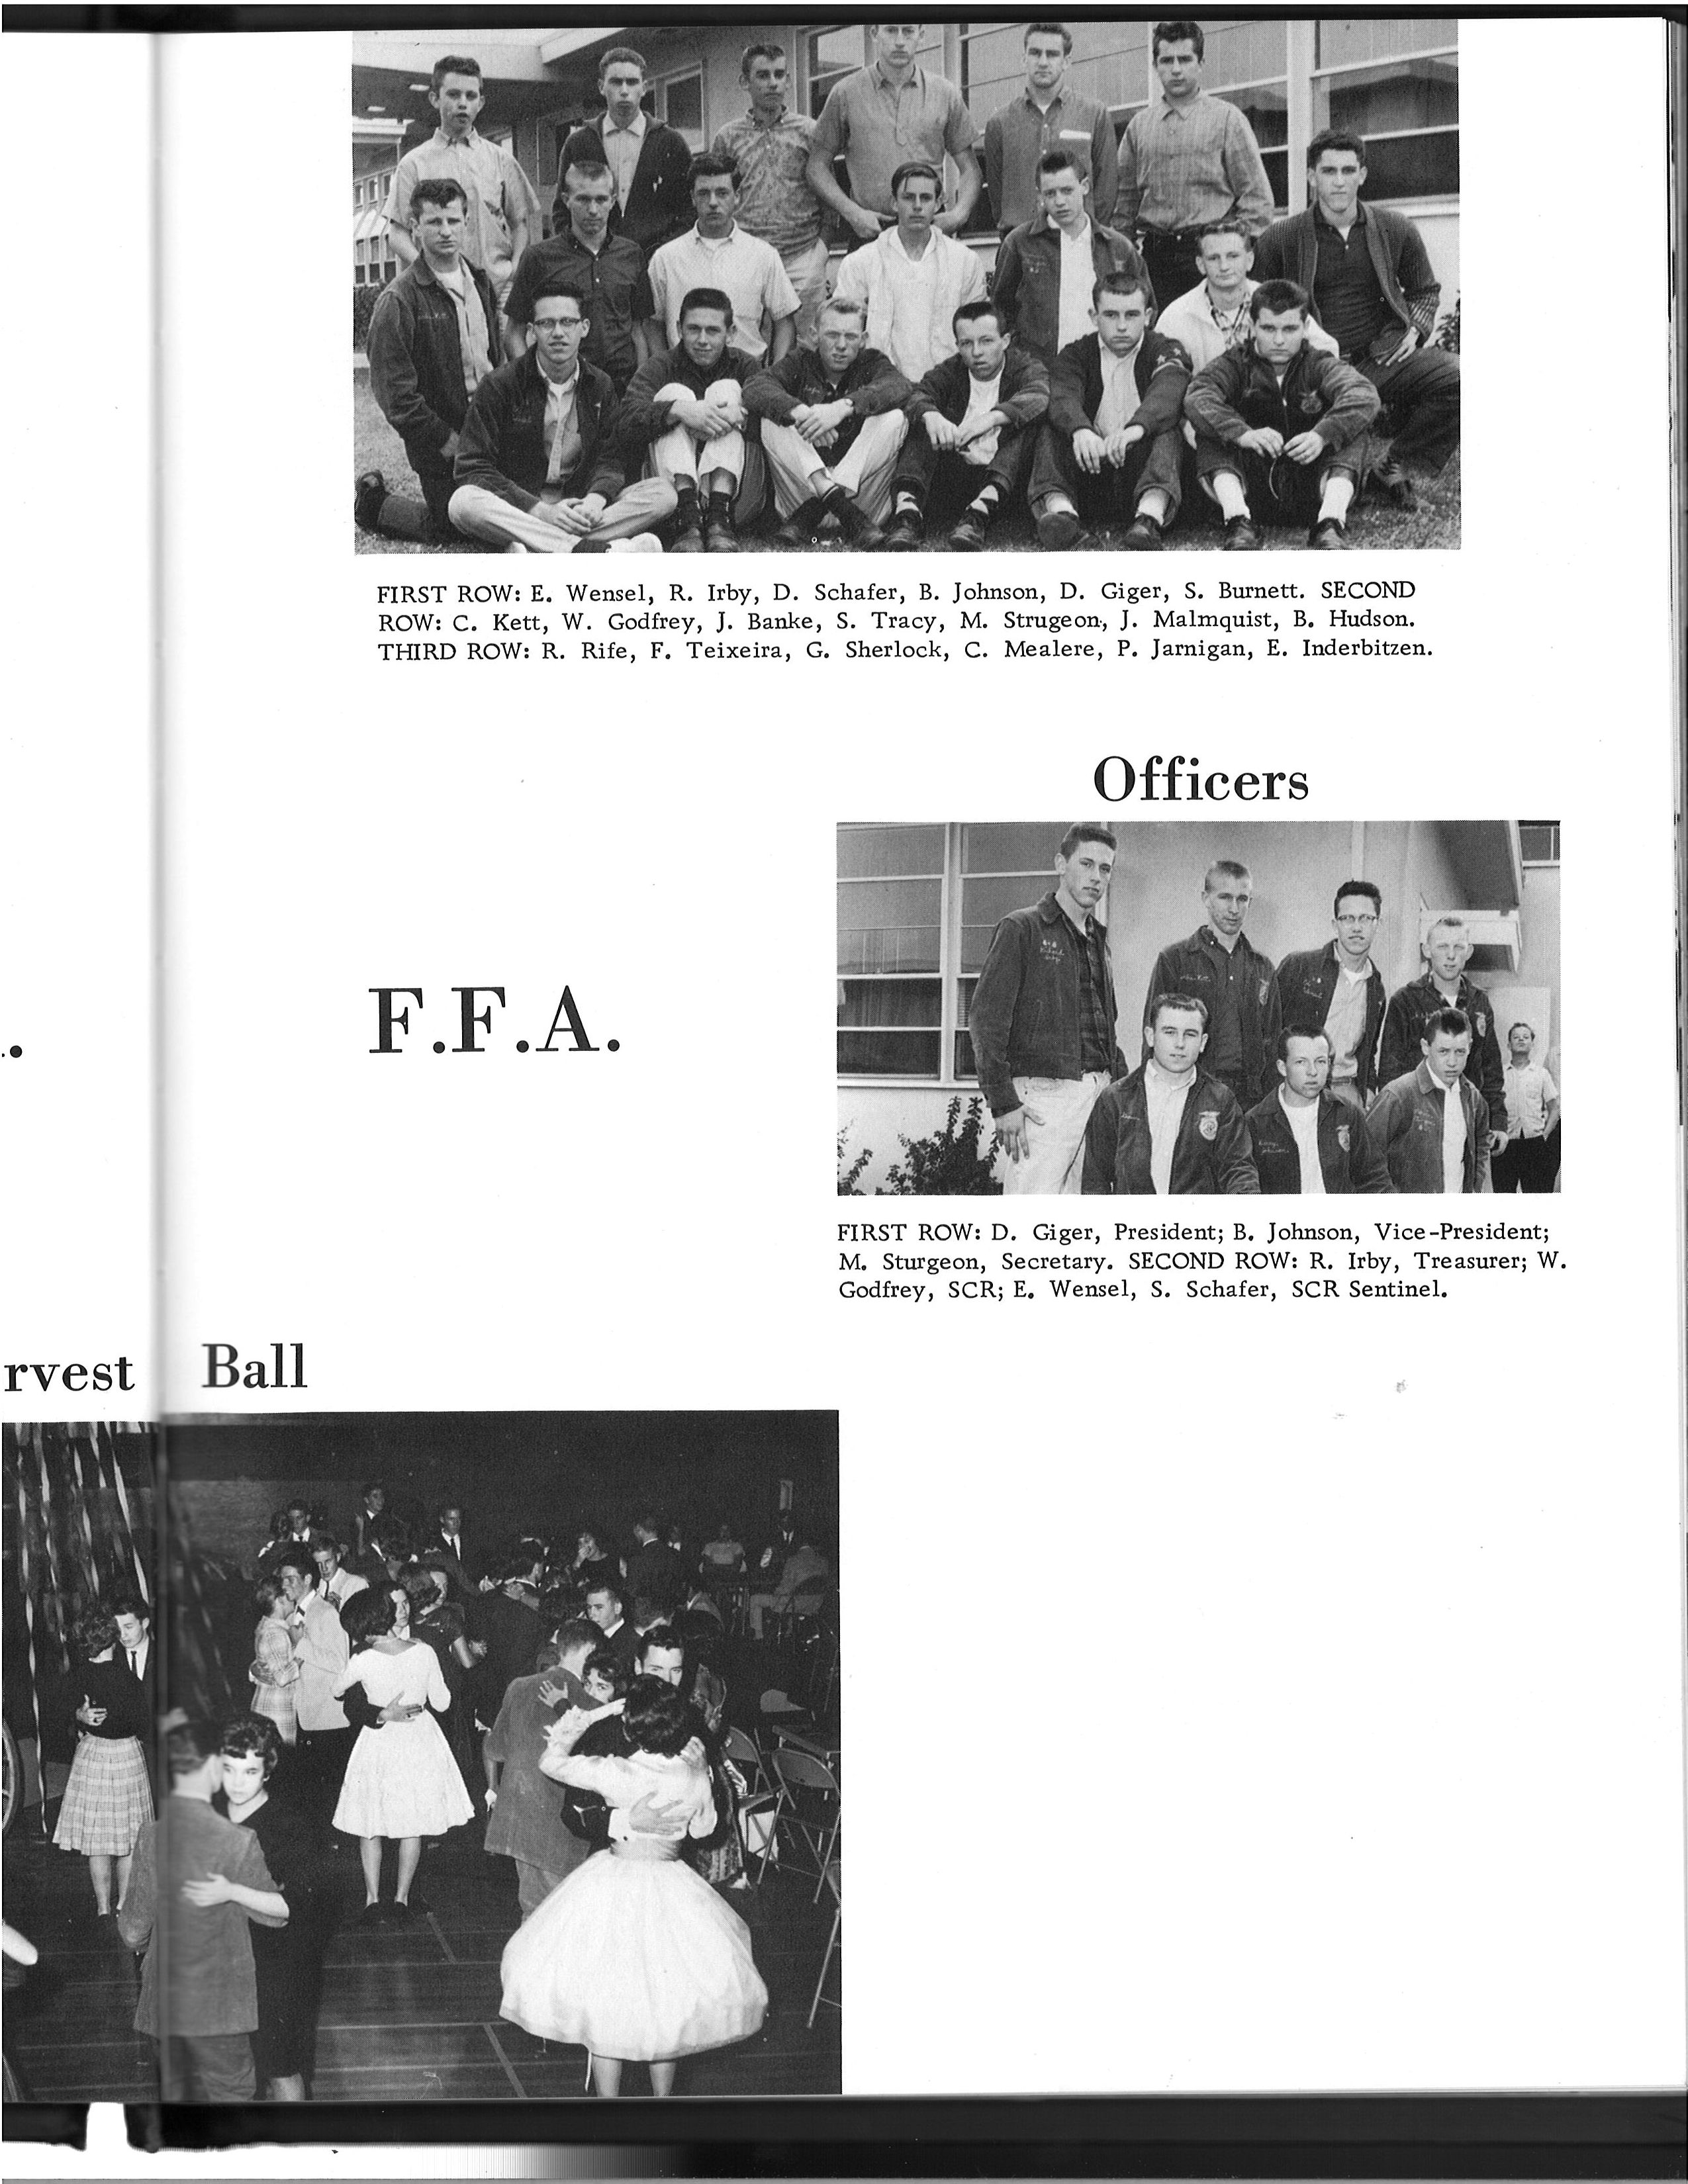 FIRST ROW: E. Wensel, R. Irby, D. Schafer, B. Johnson, D. Giger, S. Burnett. SECOND
ROW: C. Kett, W. Godfrey, J. Banke, S. Tracy, M. Strugeon, J. Malmquist, B. Hudson.
THIRD ROW: R. Rife, F. Teixeira, G. Sherlock, C. Mealere, P. Jarnigan, E. Inderbitzen.
Officers
F.F.A.
FIRST ROW: D. Giger, President; B. Johnson, Vice-President;
M. Sturgeon, Secretary. SECOND ROW: R. Irby, Treasurer; W.
Godfrey, SCR; E. Wensel, S. Schafer, SCR Sentinel.
rvest Ball